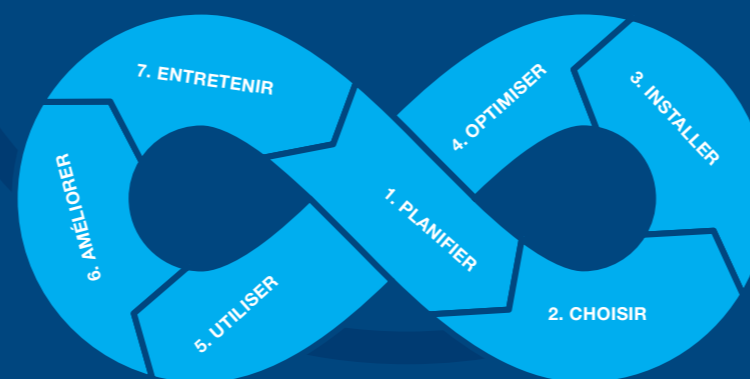 1. PLANIFIER
2. CHOISIR
3. INSTALLER
4. OPTIMISER
5. UTILISER
6. AMÉLIORER
7. ENTRETENIR